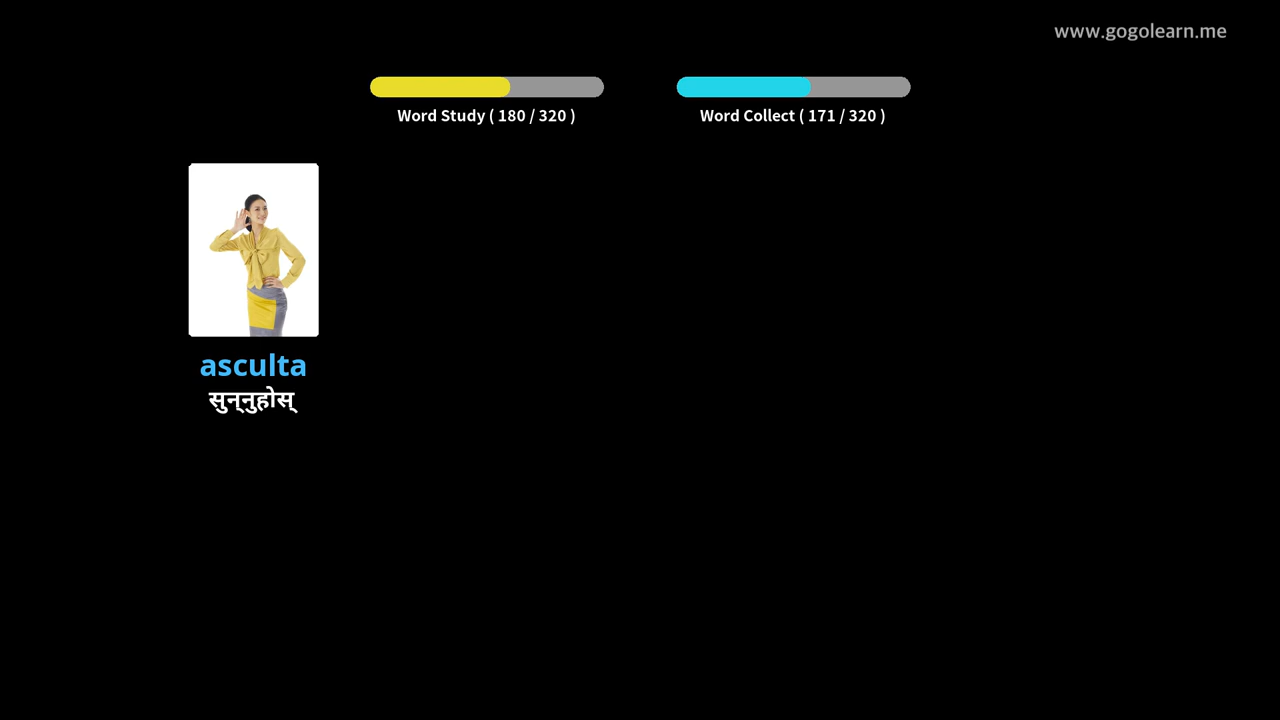 www.gogolearn.me
Word Study ( 180 / 320 )
Word Collect ( 171 / 320 )
asculta
सुन्‌नुहोस्